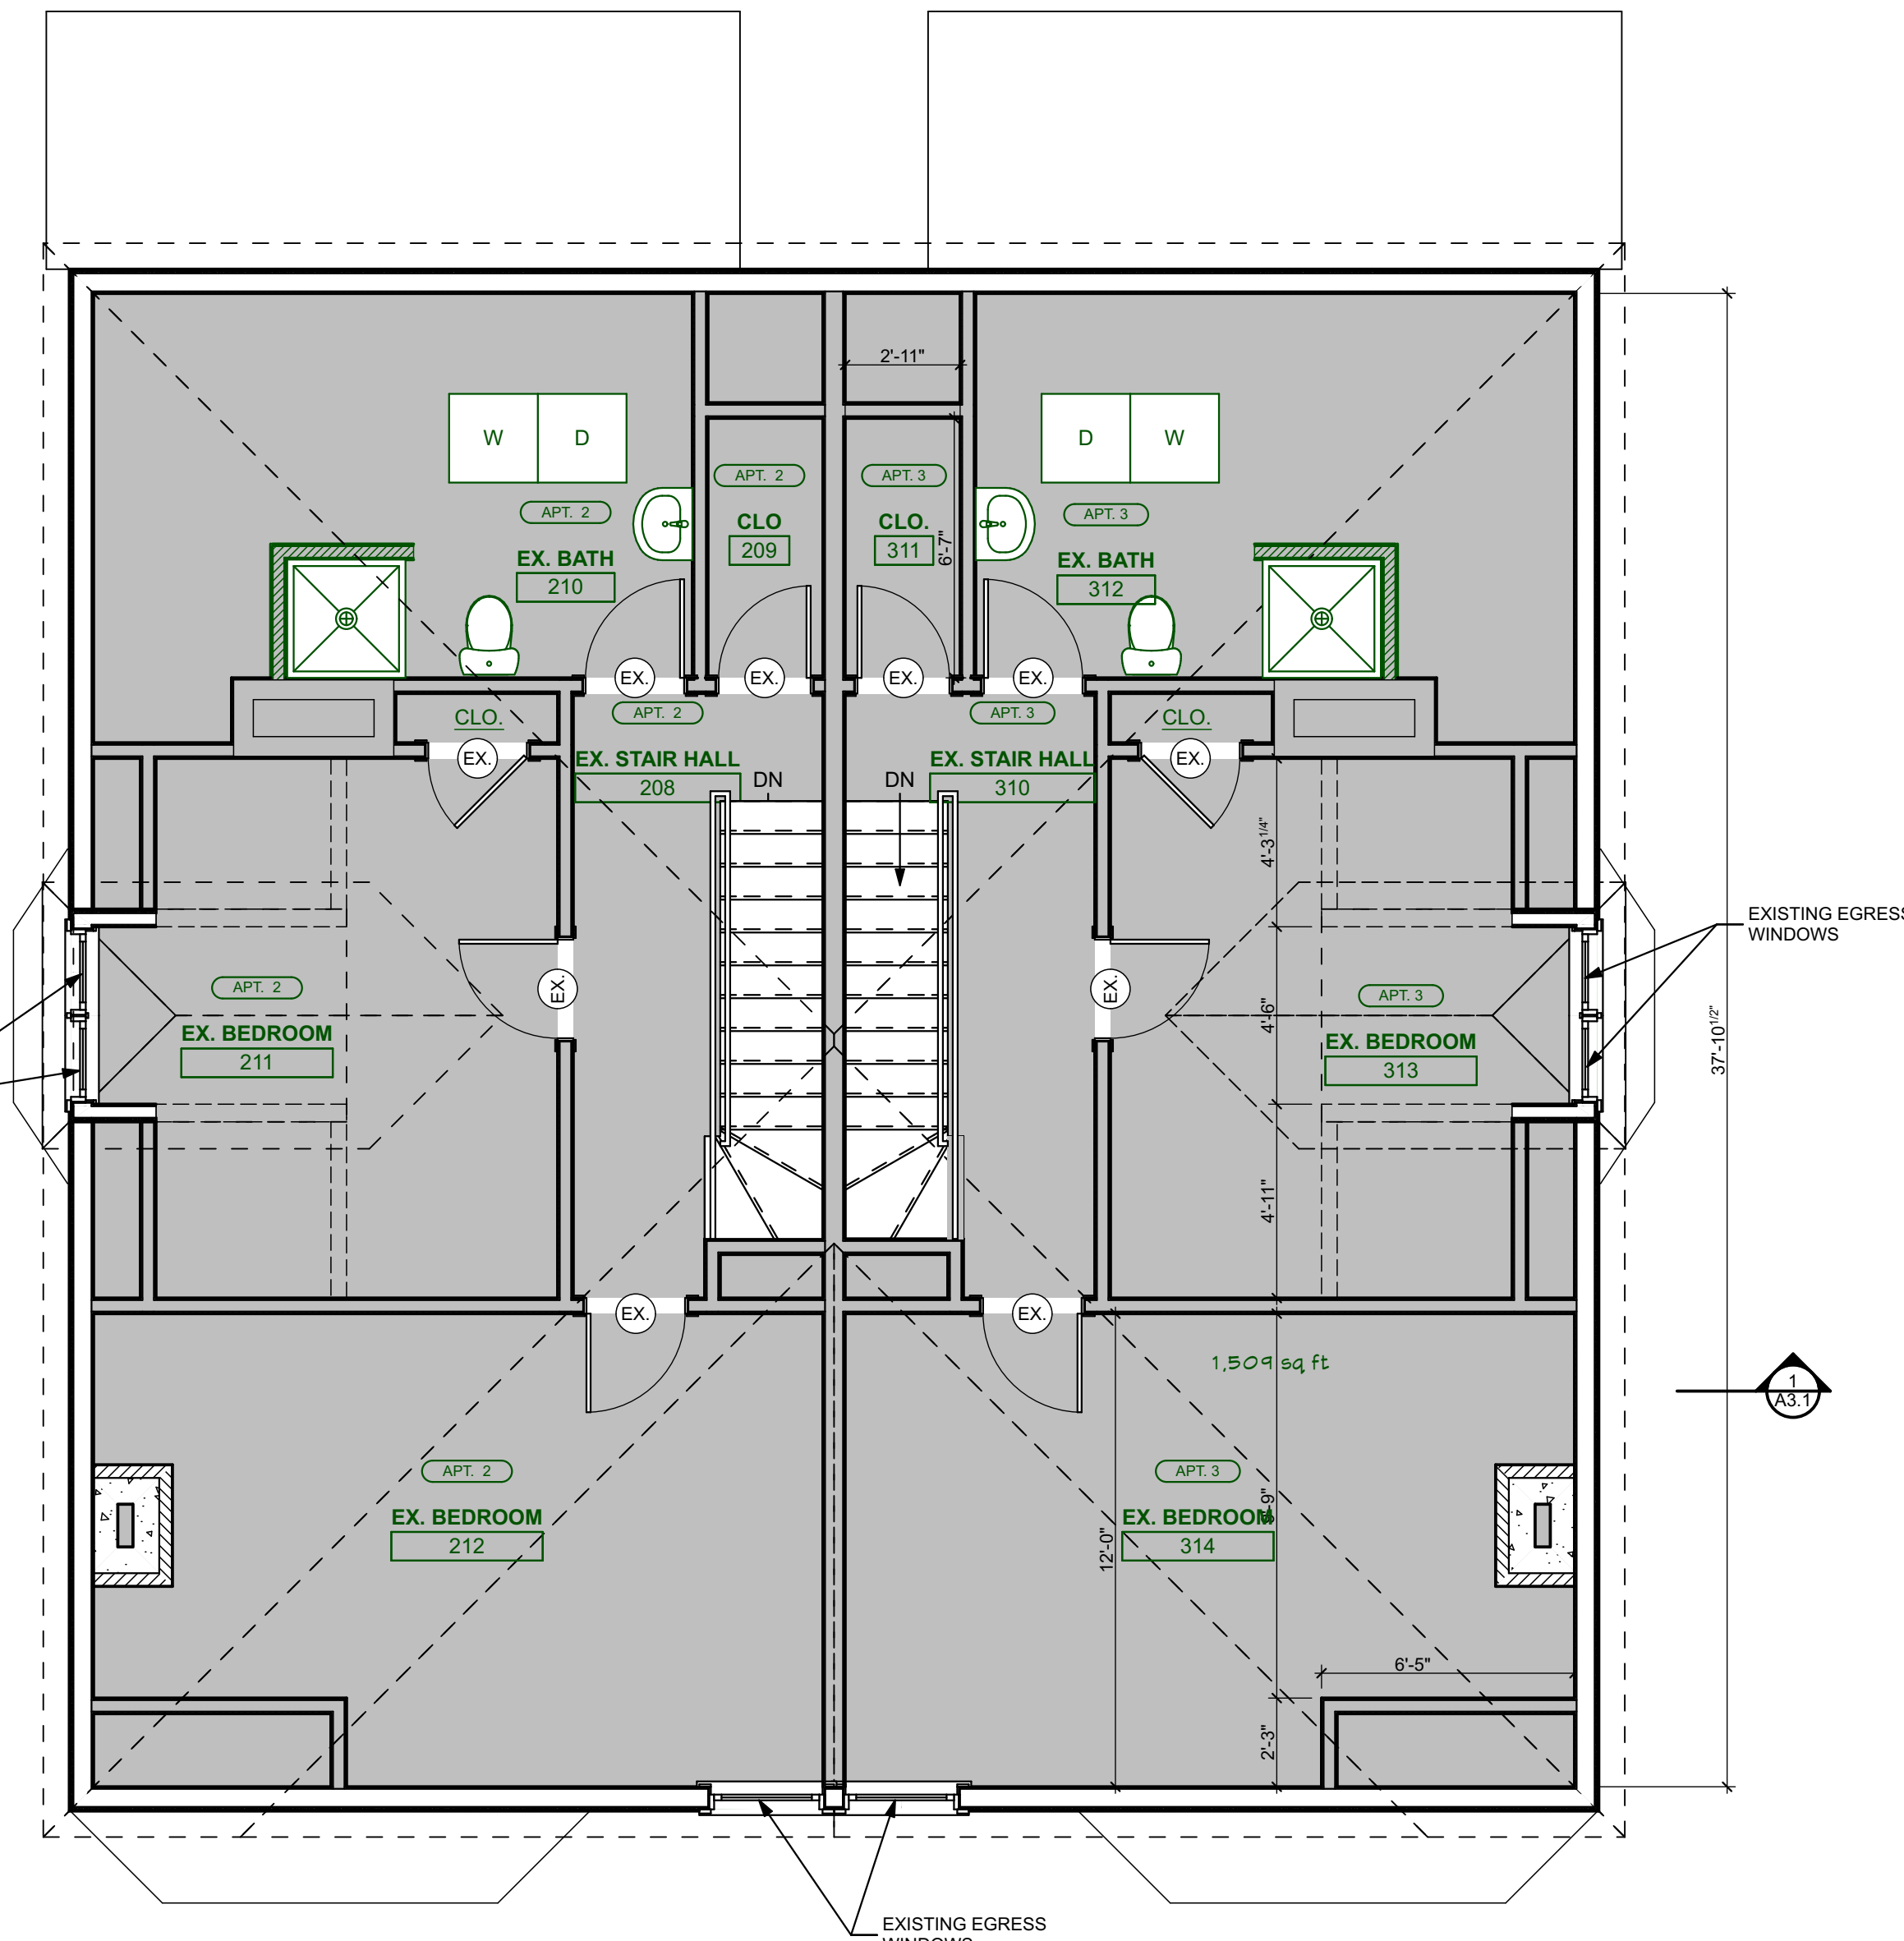 2'-11"
W
D
D
W
APT. 2
APT. 3
APT. 2
APT. 3
CLO
209
CLO.
311
6'-7"
EX. BATH
210
EX. BATH
312
EX.
EX.
EX.
EX.
APT. 2
APT. 3
CLO.
CLO.
EX.
EX.
EX. STAIR HALL
208
EX. STAIR HALL
310
DN
DN
4'-3 1/4"
EXISTING EGRESS
WINDOWS
APT. 2
EX. BEDROOM
211
EX.
EX.
4'-6"
APT. 3
EX. BEDROOM
313
37'-10 1/2"
4'-11"
EX.
EX.
1,509 sq ft
1
A3.1
APT. 2
EX. BEDROOM
212
APT. 3
EX. BEDROOM
314
12'-0"
6'-5"
2'-3"
EXISTING EGRESS
WINDOWS